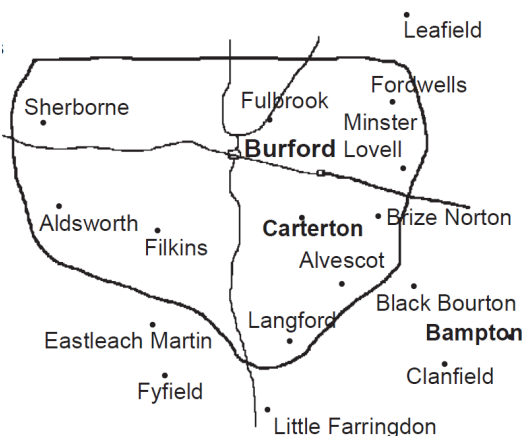 Leafield
Fordwells
Sherborne
Fulbrook
Minster
Burford
Lovell
Aldsworth
Carterton
Brize Norton
Filkins
Alvescot
Black Bourton
Langford
Bampton
Eastleach Martin
Clanfield
Fyfield
Little Farringdon